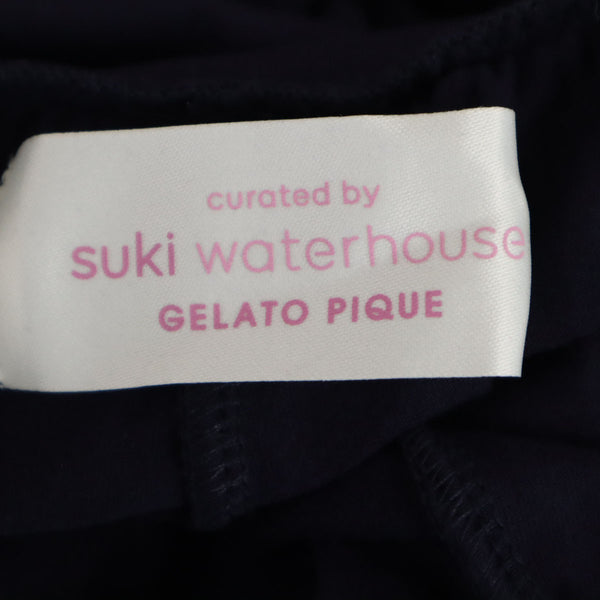 curated by
suki waterhouse
GELATO PIQUE